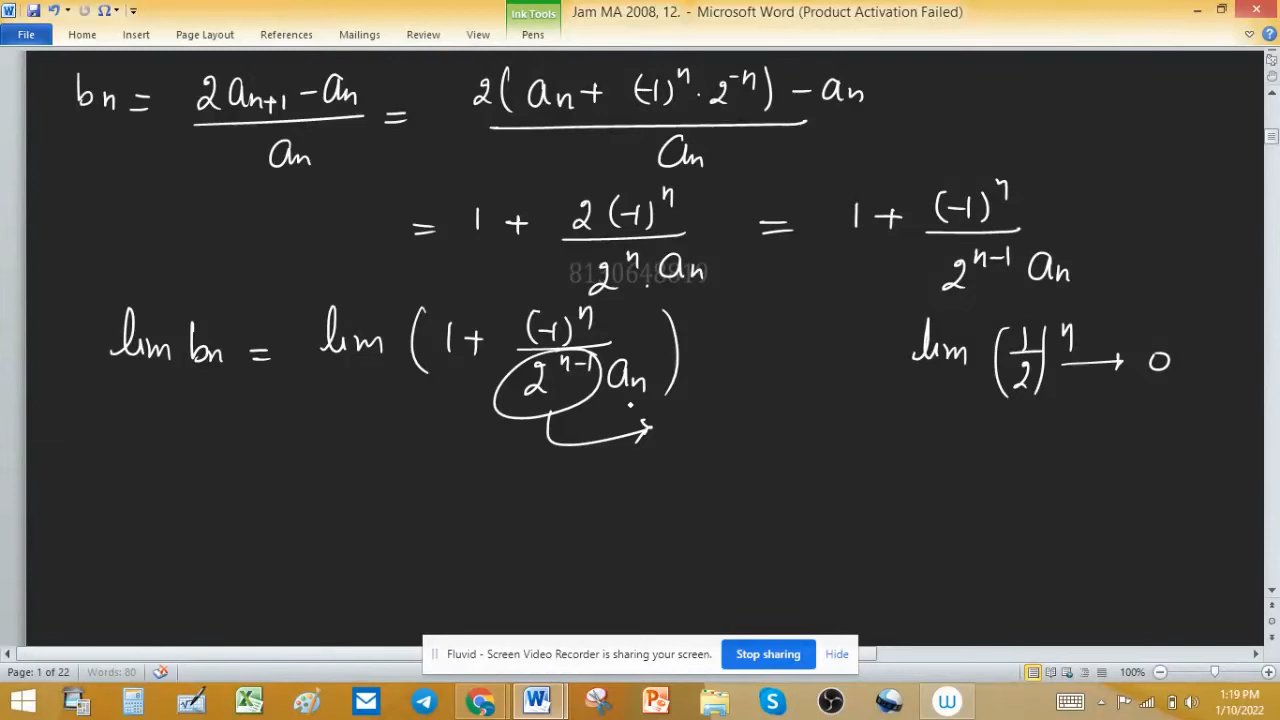 Jam MA 2008, 12. - Microsoft Word (Product Activation Failed)
Ink Tools
File Home Insert Page Layout References Mailings Review View Pens
bn = (2an+1 - an)/an = (2(an + (-1)^n · 2^-n) - an)/an
= 1 + (2(-1)^n)/(2^n · an) = 1 + (-1)^n/(2^(n-1) an)
lim bn = lim (1 + (-1)^n/(2^(n-1) an)) lim (1/2)^n → 0
Fluvid - Screen Video Recorder is sharing your screen. Stop sharing Hide
Page: 1 of 22 Words: 80 100%
1:19 PM
1/10/2022